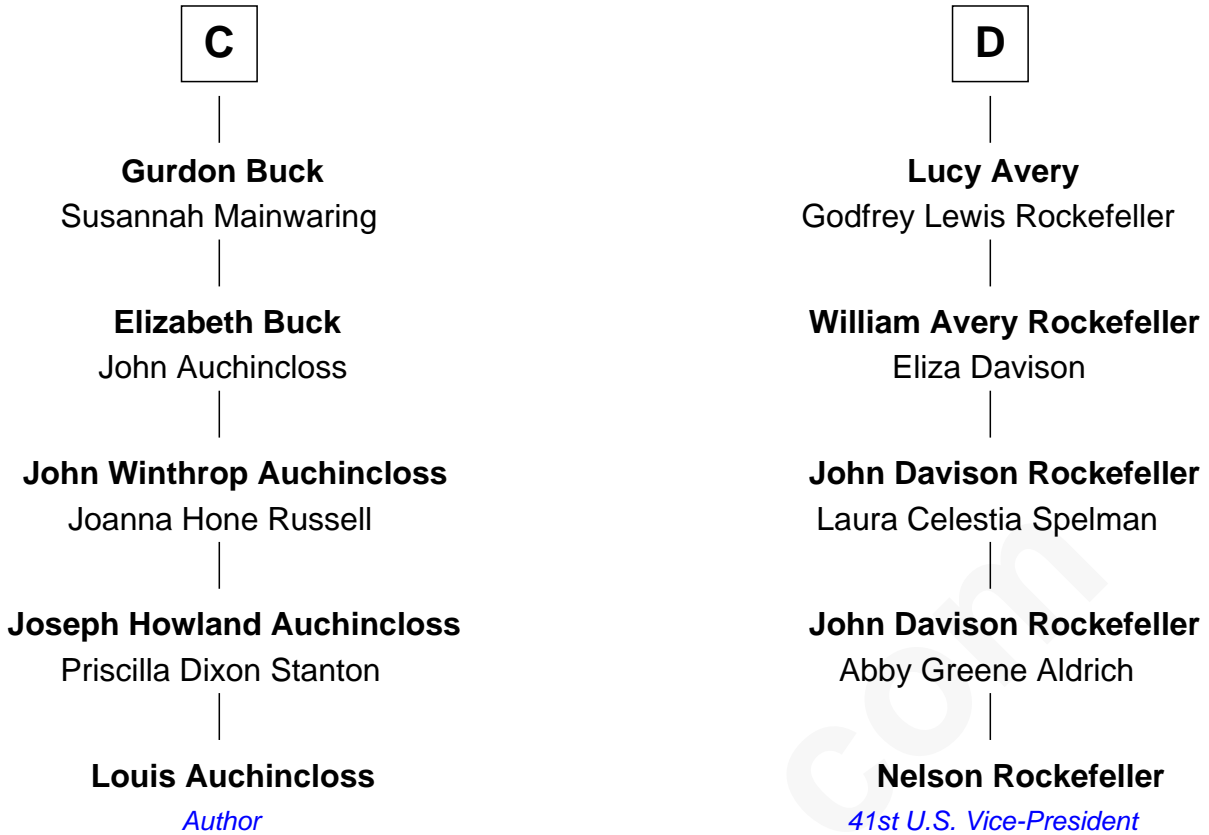 C
Gurdon Buck
Susannah Mainwaring
Elizabeth Buck
John Auchincloss
John Winthrop Auchincloss
Joanna Hone Russell
Joseph Howland Auchincloss
Priscilla Dixon Stanton
Louis Auchincloss
Author
D
Lucy Avery
Godfrey Lewis Rockefeller
William Avery Rockefeller
Eliza Davison
John Davison Rockefeller
Laura Celestia Spelman
John Davison Rockefeller
Abby Greene Aldrich
Nelson Rockefeller
41st U.S. Vice-President
com